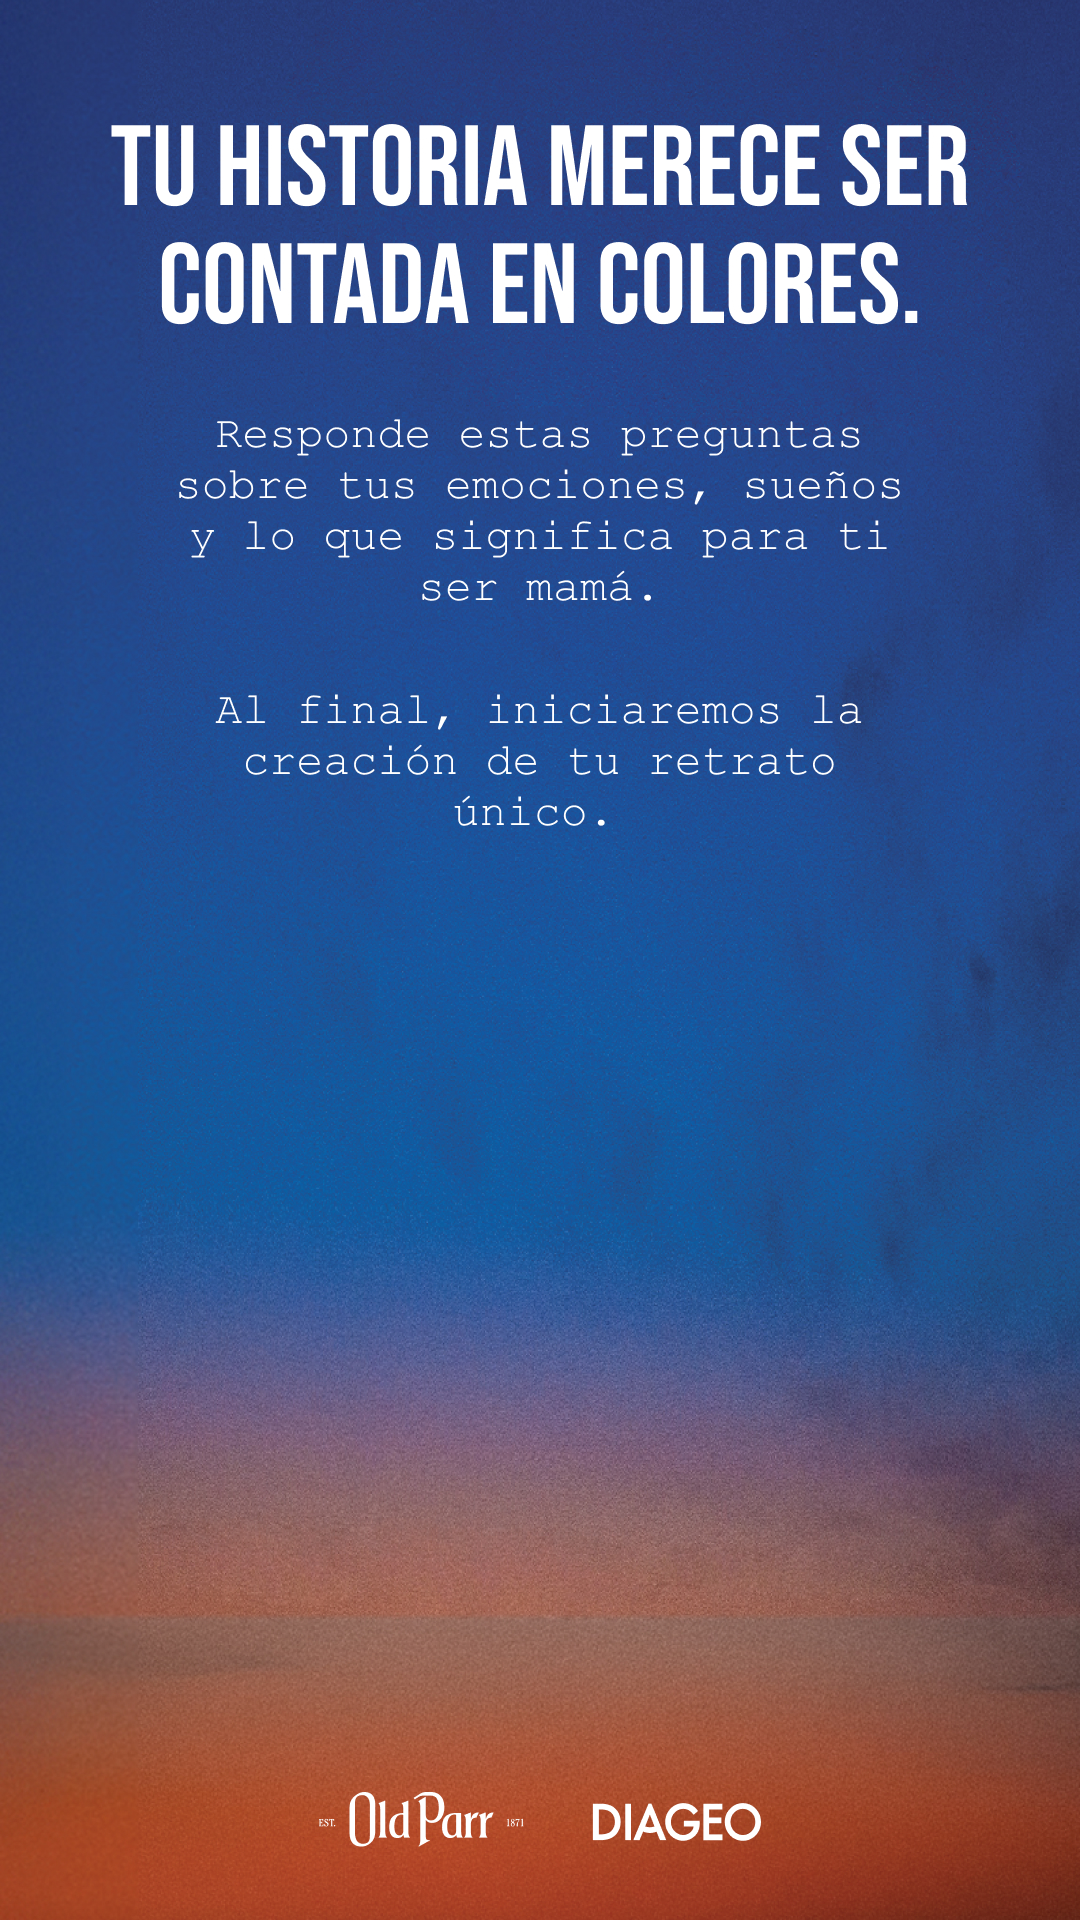 TU HISTORIA MERECE SER
CONTADA EN COLORES.
Responde estas preguntas
sobre tus emociones, sueños
y lo que significa para ti
ser mamá.
Al final, iniciaremos la
creación de tu retrato
único.
EST. Old Parr 1871 DIAGEO